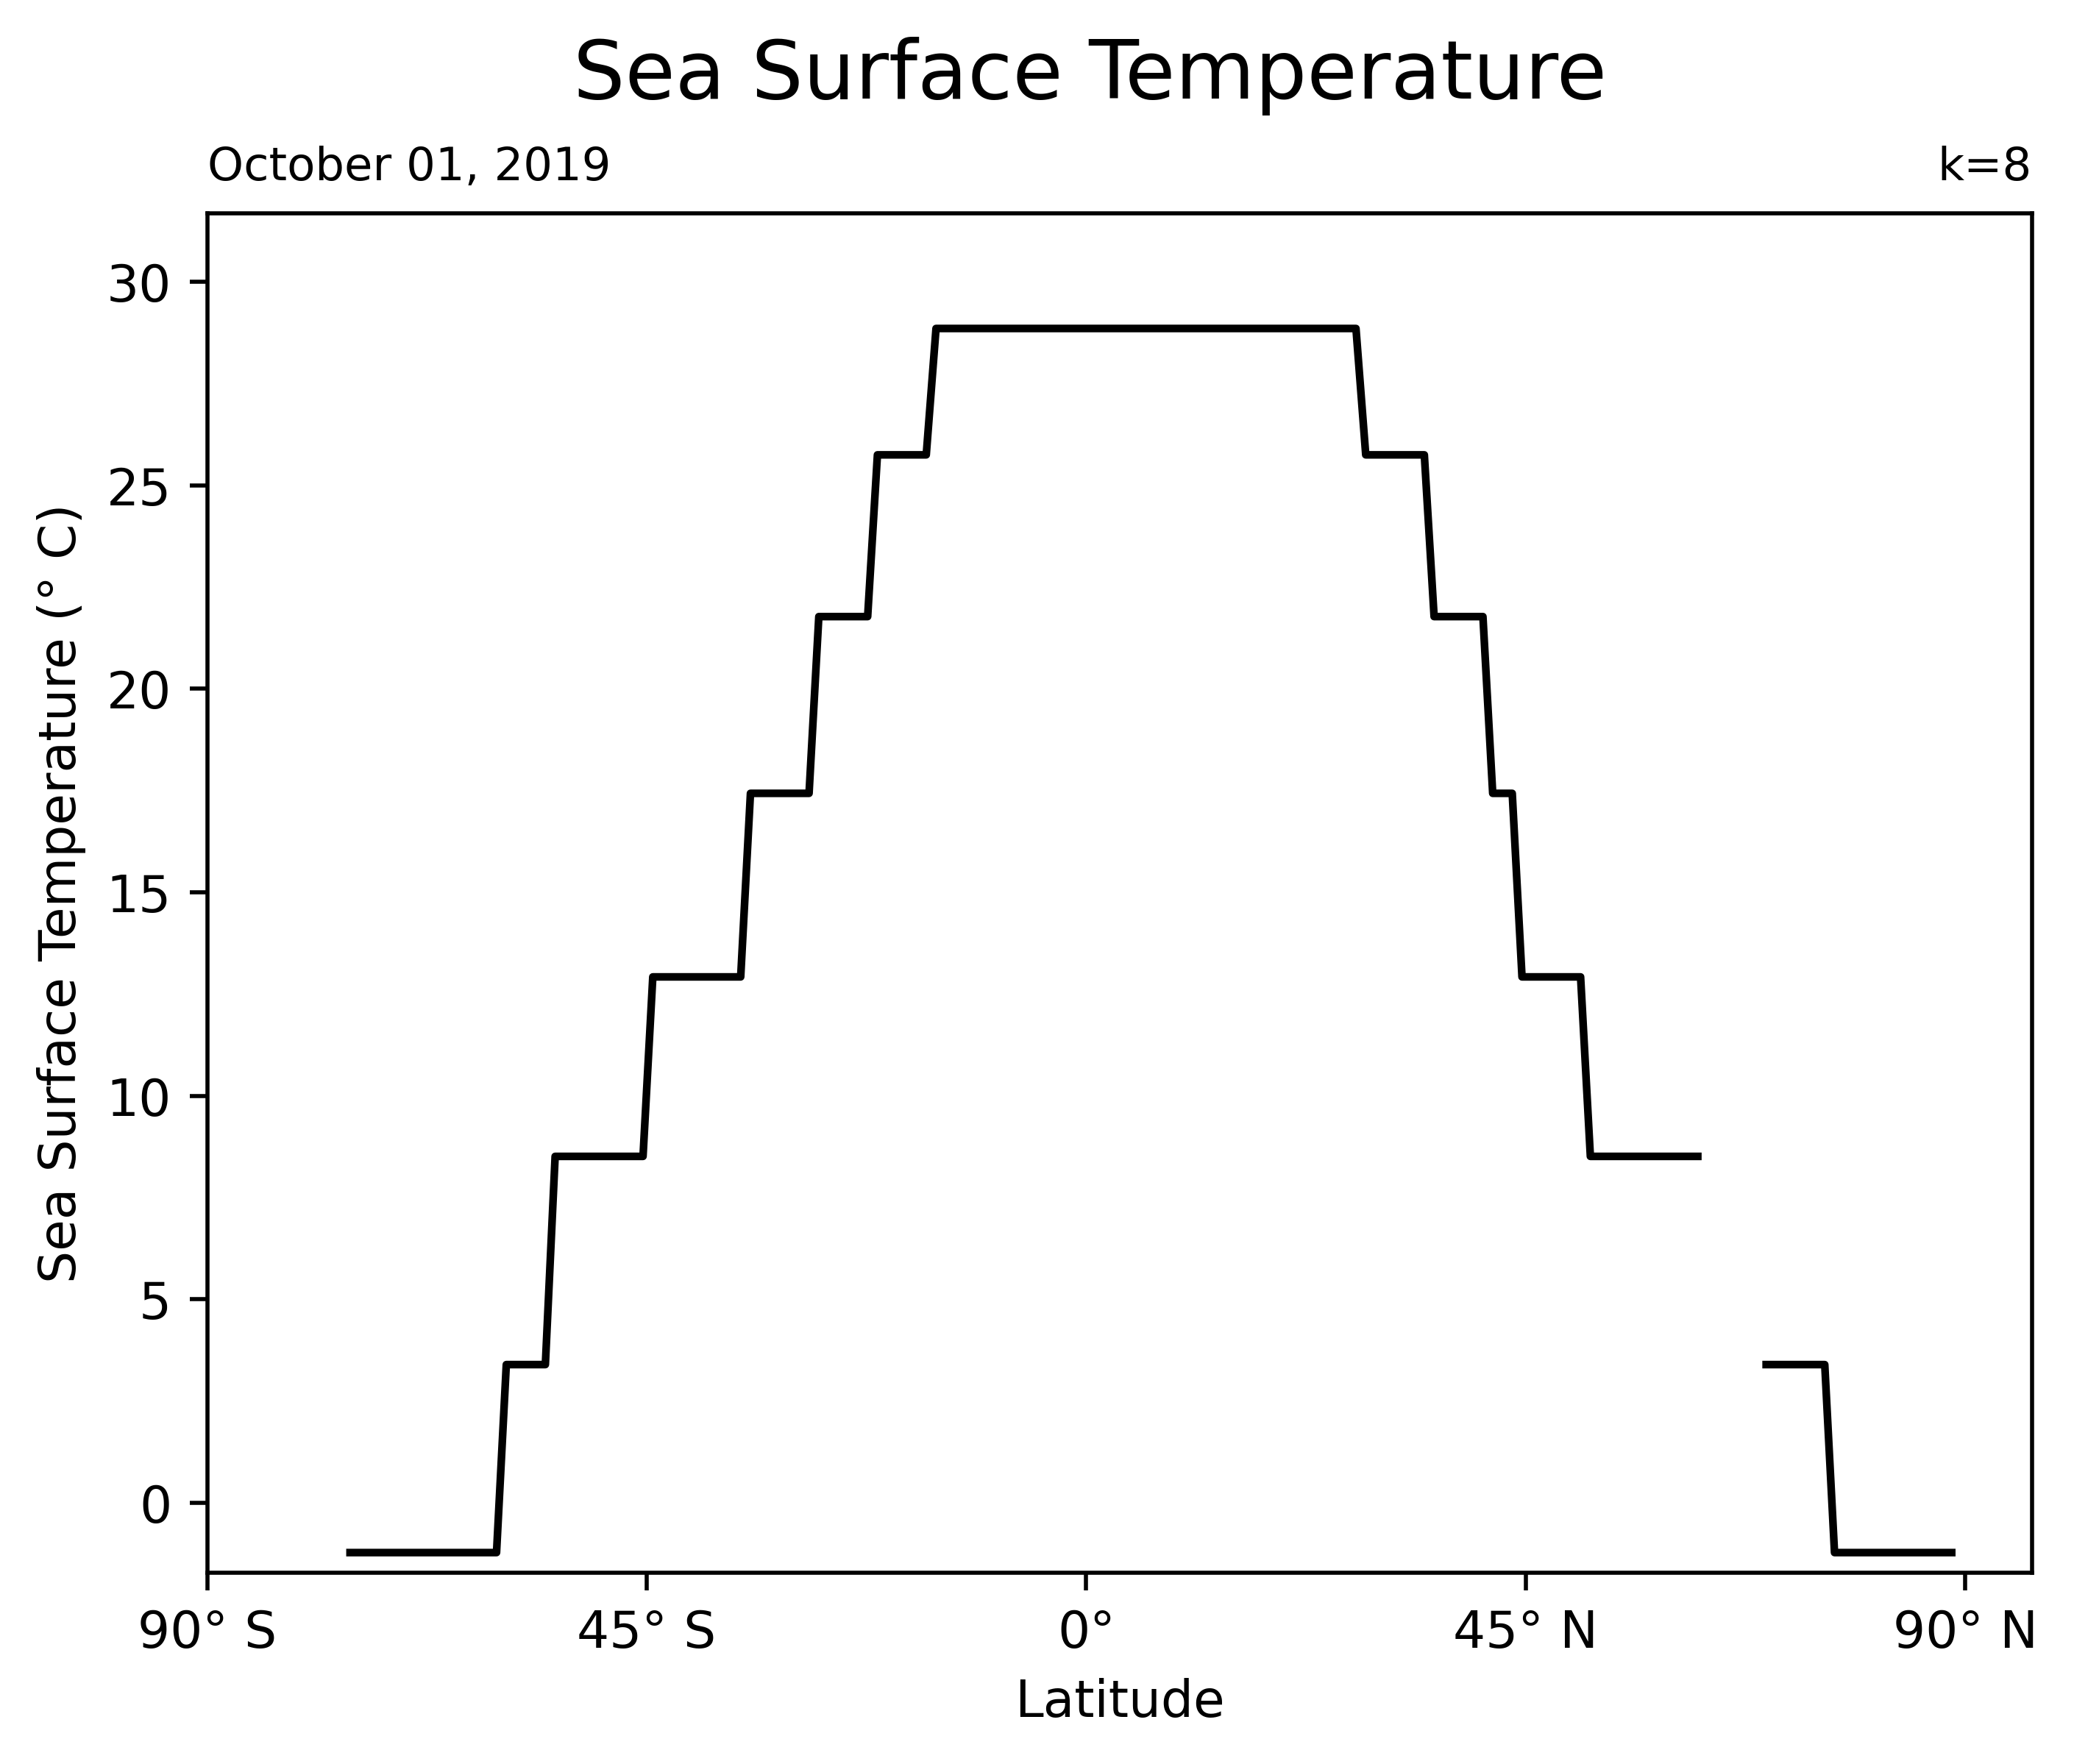 Sea Surface Temperature
October 01, 2019
k=8
30
25
20
15
10
5
0
Sea Surface Temperature (° C)
90° S
45° S
0°
45° N
90° N
Latitude